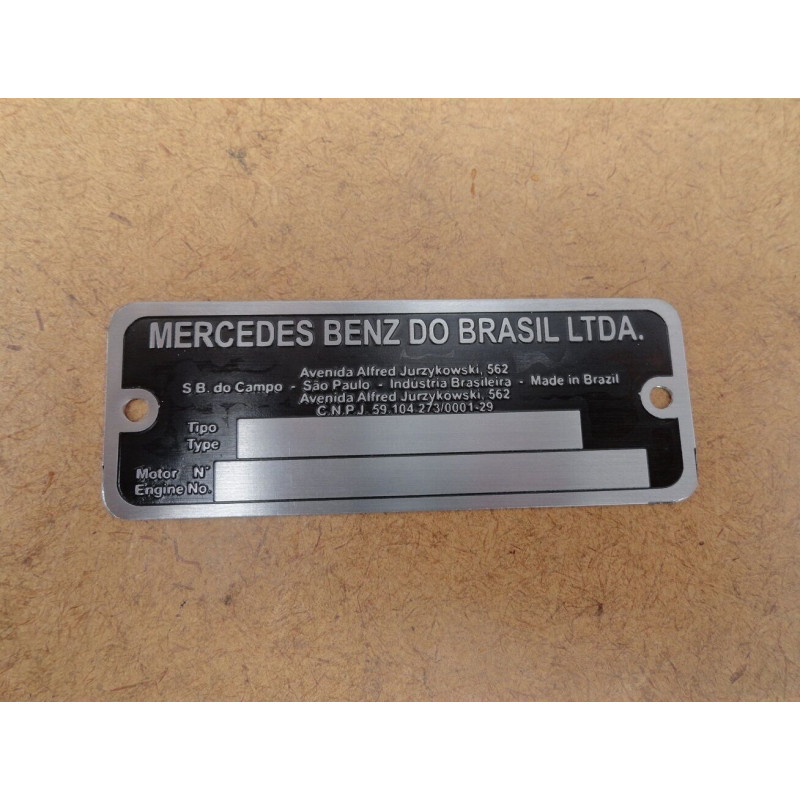 MERCEDES BENZ DO BRASIL LTDA.
Avenida Alfred Jurzykowski, 562
S B. do Campo - São Paulo - Indústria Brasileira - Made in Brazil
Avenida Alfred Jurzykowski, 562
C.N.P.J. 59.104.273/0001-29
Tipo
Type
Motor N°
Engine No.